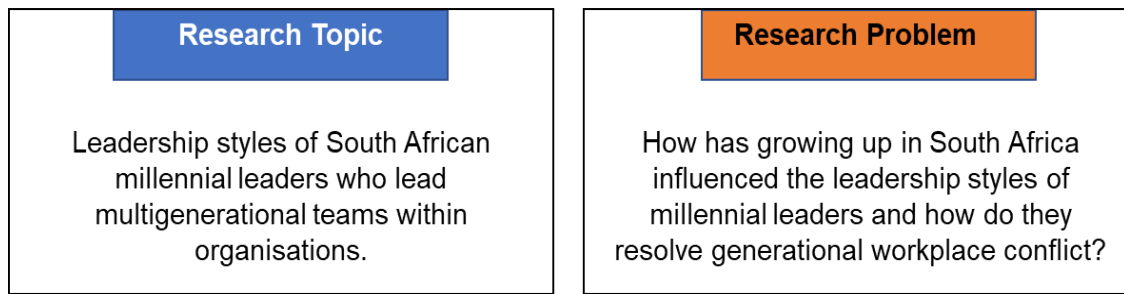 Research Topic
Leadership styles of South African
millennial leaders who lead
multigenerational teams within
organisations.
Research Problem
How has growing up in South Africa
influenced the leadership styles of
millennial leaders and how do they
resolve generational workplace conflict?